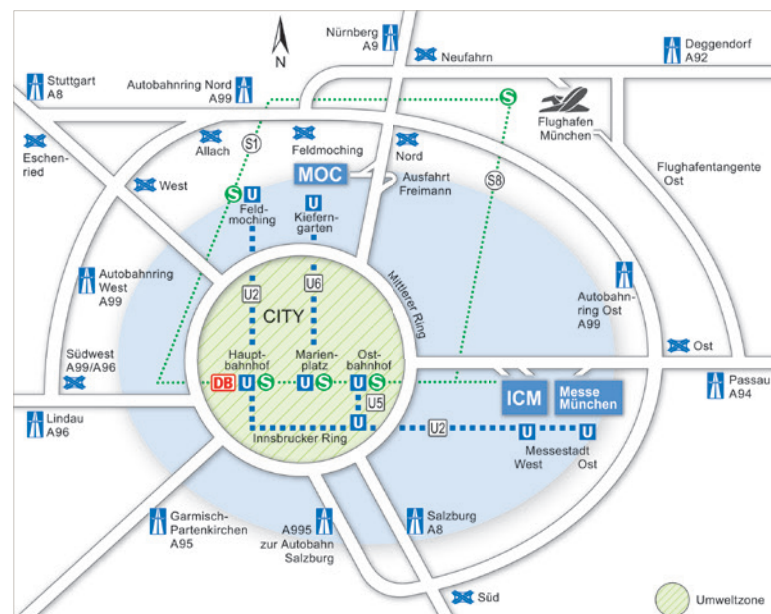 Nürnberg
A9
Neufahrn
Deggendorf
A92
N
Stuttgart
A8
Autobahnring Nord
A99
S
Flughafen
München
Eschen-
ried
Allach
S1
Feldmoching
Nord
West
MOC
Ausfahrt
Freimann
S8
Flughafentangente
Ost
S U
Feld-
moching
U
Kiefern-
garten
Autobahnring
West
A99
U2
U6
Mittlerer Ring
Autobahn-
ring Ost
A99
CITY
Südwest
A99/A96
Haupt-
bahnhof
Marien-
platz
Ost-
bahnhof
Ost
DB U S
U S
U S
ICM
Messe
München
Passau
A94
Lindau
A96
U5
U
Innsbrucker Ring
U2
U
U
Messestadt
West
Ost
Garmisch-
Partenkirchen
A95
A995
zur Autobahn
Salzburg
Salzburg
A8
Süd
Umweltzone